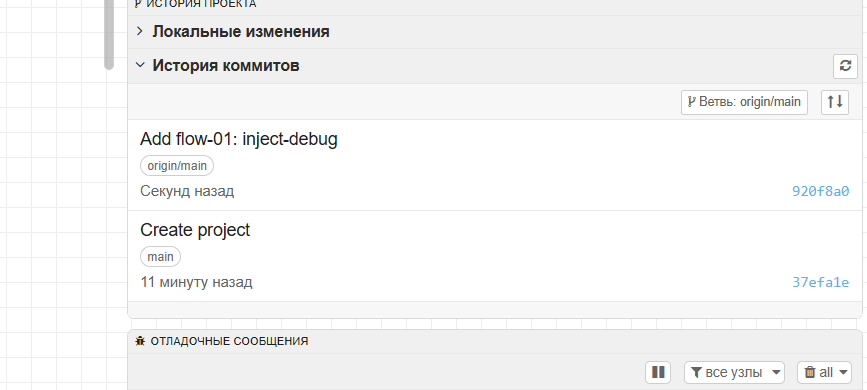 ИСТОРИЯ ПРОЕКТА
Локальные изменения
История коммитов
Ветвь: origin/main
Add flow-01: inject-debug
origin/main
Секунд назад 920f8a0
Create project
main
11 минуту назад 37efa1e
ОТЛАДОЧНЫЕ СООБЩЕНИЯ
все узлы all